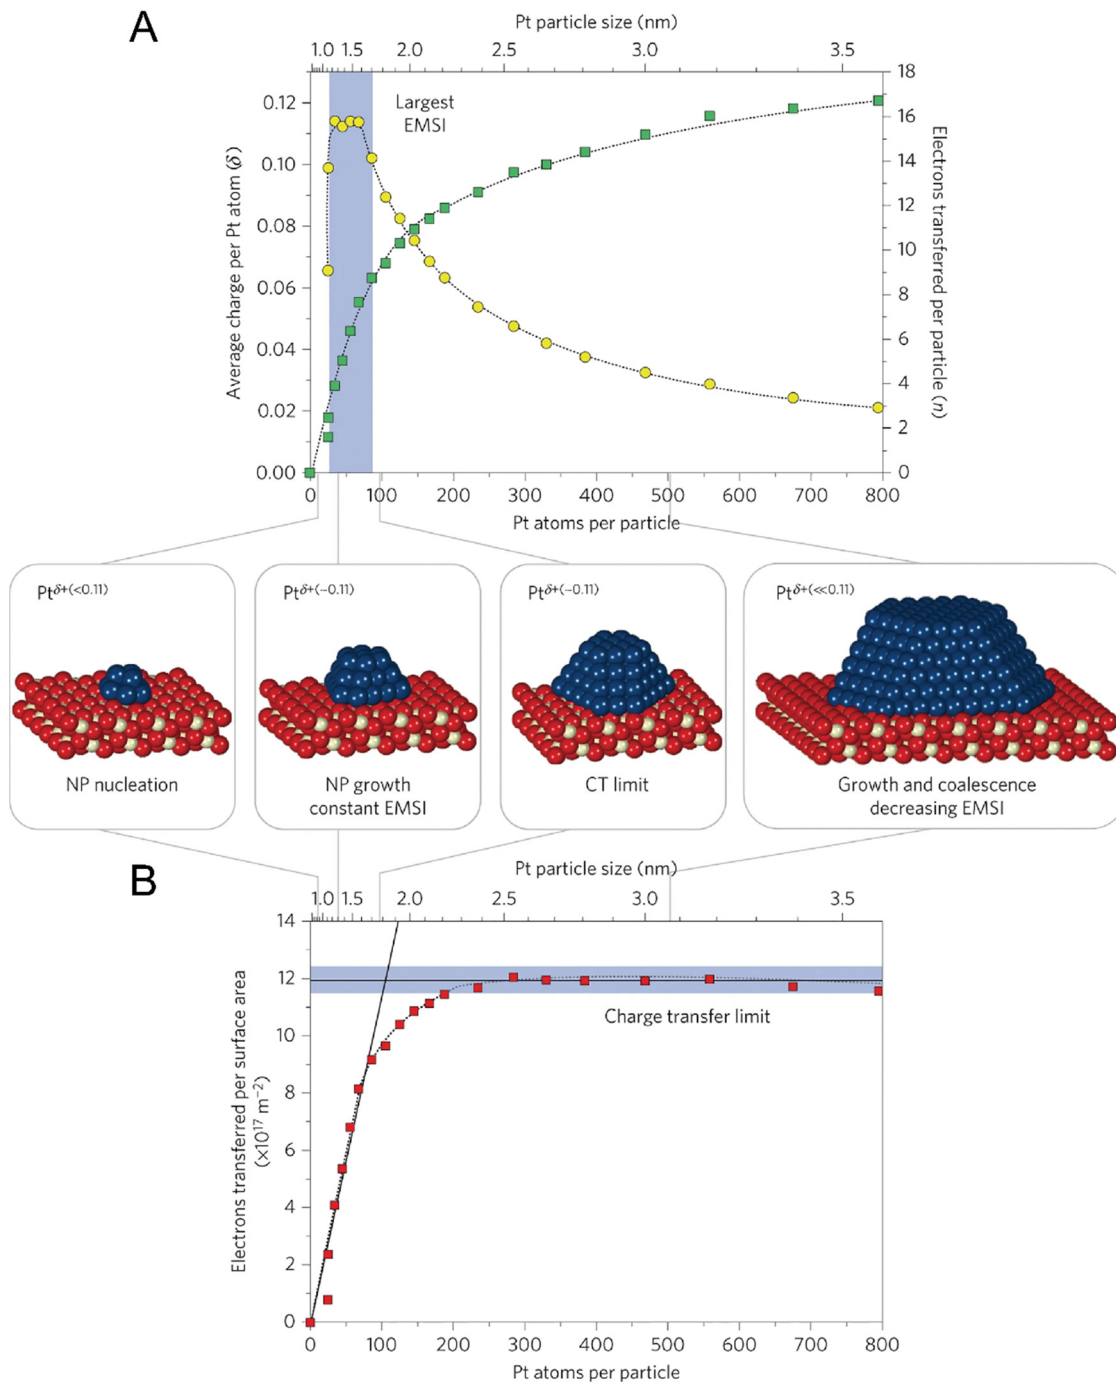 A
Pt particle size (nm)
1.0 1.5 2.0 2.5 3.0 3.5
Largest
EMSI
Average charge per Pt atom (δ)
0.12
0.10
0.08
0.06
0.04
0.02
0.00
Electrons transferred per particle (n)
18
16
14
12
10
8
6
4
2
0
0 100 200 300 400 500 600 700 800
Pt atoms per particle
Ptδ+(<0.11)
NP nucleation
Ptδ+(~0.11)
NP growth
constant EMSI
Ptδ+(~0.11)
CT limit
Ptδ+(<<0.11)
Growth and coalescence
decreasing EMSI
B
Pt particle size (nm)
1.0 1.5 2.0 2.5 3.0 3.5
Electrons transferred per surface area
(×10¹⁷ m⁻²)
14
12
10
8
6
4
2
0
Charge transfer limit
0 100 200 300 400 500 600 700 800
Pt atoms per particle